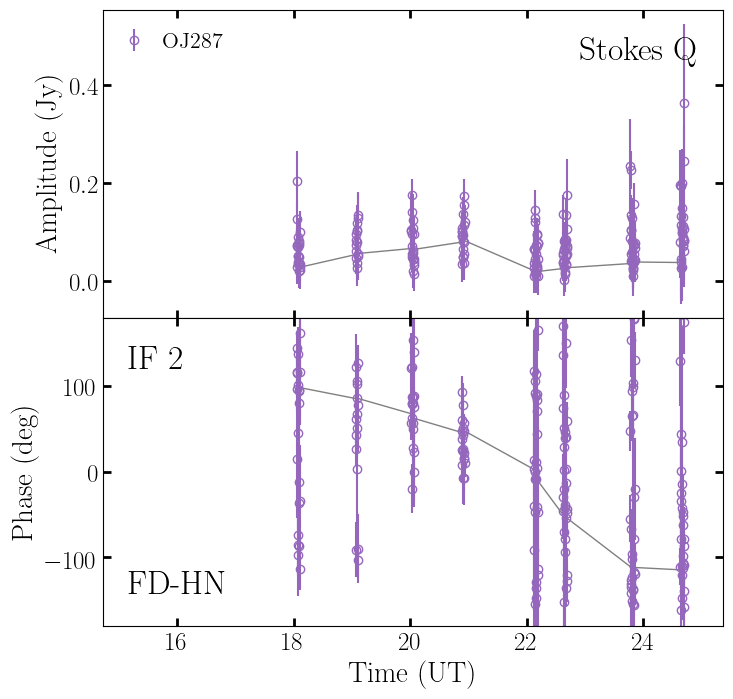 OJ287
Stokes Q
Amplitude (Jy)
0.4
0.2
0.0
IF 2
FD-HN
Phase (deg)
100
0
−100
16 18 20 22 24
Time (UT)